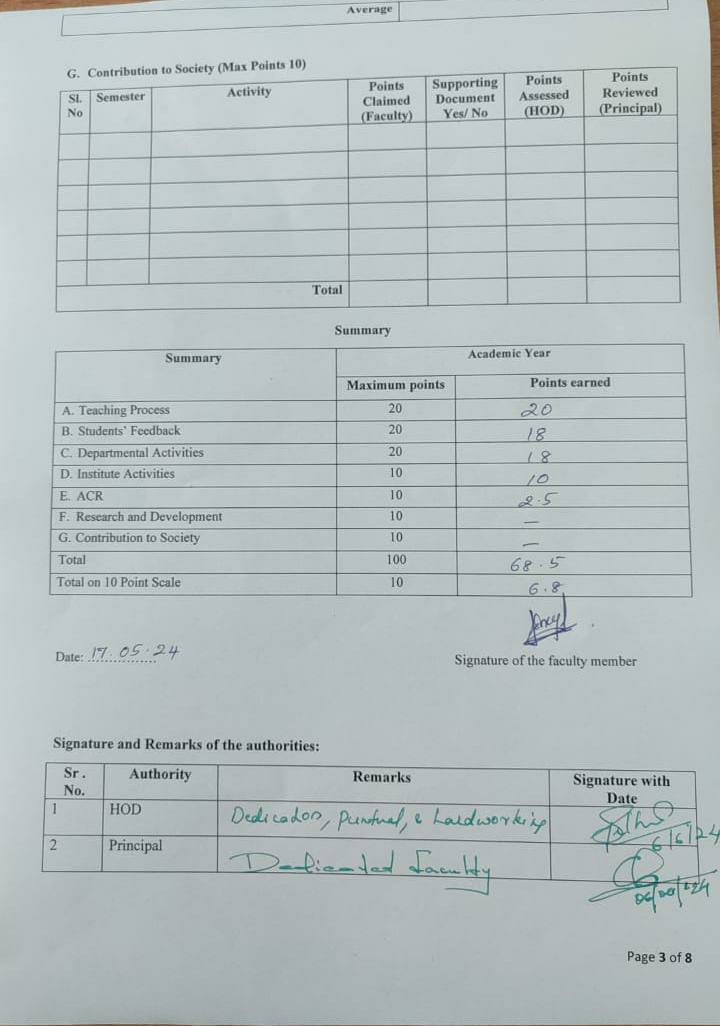 Average
G. Contribution to Society (Max Points 10)
Sl. No | Semester | Activity | Points Claimed (Faculty) | Supporting Document Yes/ No | Points Assessed (HOD) | Points Reviewed (Principal)
Total
Summary
Summary | Academic Year
Maximum points | Points earned
A. Teaching Process | 20 | 20
B. Students' Feedback | 20 | 18
C. Departmental Activities | 20 | 18
D. Institute Activities | 10 | 10
E. ACR | 10 | 2.5
F. Research and Development | 10 | —
G. Contribution to Society | 10 | —
Total | 100 | 68.5
Total on 10 Point Scale | 10 | 6.8
Date: 17.05.24
Signature of the faculty member
Signature and Remarks of the authorities:
Sr. No. | Authority | Remarks | Signature with Date
1 | HOD | Dedication, Puntual, & hardworking | 6/6/24
2 | Principal | Dedicated faculty
Page 3 of 8